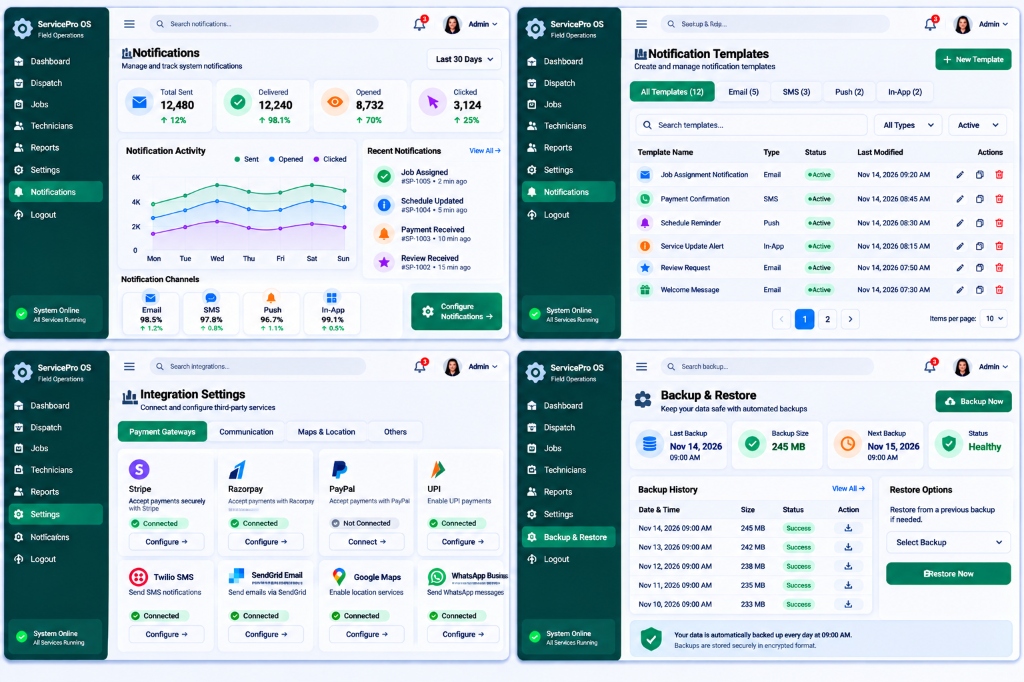 ServicePro OS
Field Operations
Search notifications...
3
Admin
Dashboard
Dispatch
Jobs
Technicians
Reports
Settings
Notifications
Logout
System Online
All Services Running
Notifications
Manage and track system notifications
Last 30 Days
Total Sent
12,480
↑ 12%
Delivered
12,240
↑ 98.1%
Opened
8,732
↑ 70%
Clicked
3,124
↑ 25%
Notification Activity
Sent Opened Clicked
6K
4K
2K
0
Mon Tue Wed Thu Fri Sat Sun
Recent Notifications
View All →
Job Assigned
#SP-1005 • 2 min ago
Schedule Updated
#SP-1004 • 5 min ago
Payment Received
#SP-1003 • 10 min ago
Review Received
#SP-1002 • 15 min ago
Notification Channels
Email
98.5%
↑ 1.2%
SMS
97.8%
↑ 0.8%
Push
96.7%
↑ 1.1%
In-App
99.1%
↑ 0.5%
Configure
Notifications →
ServicePro OS
Field Operations
3
Admin
Dashboard
Dispatch
Jobs
Technicians
Reports
Settings
Notifications
Logout
System Online
All Services Running
Notification Templates
Create and manage notification templates
+ New Template
All Templates (12)
Email (5)
SMS (3)
Push (2)
In-App (2)
Search templates...
All Types
Active
Template Name Type Status Last Modified Actions
Job Assignment Notification Email Active Nov 14, 2026 09:20 AM
Payment Confirmation SMS Active Nov 14, 2026 08:45 AM
Schedule Reminder Push Active Nov 14, 2026 08:30 AM
Service Update Alert In-App Active Nov 14, 2026 08:15 AM
Review Request Email Active Nov 14, 2026 07:50 AM
Welcome Message Email Active Nov 14, 2026 07:30 AM
1 2
Items per page: 10
ServicePro OS
Field Operations
Search integrations...
3
Admin
Dashboard
Dispatch
Jobs
Technicians
Reports
Settings
Notifications
Logout
System Online
All Services Running
Integration Settings
Connect and configure third-party services
Payment Gateways
Communication
Maps & Location
Others
S
Stripe
Accept payments securely
with Stripe
Connected
Configure →
Razorpay
Accept payments with Razorpay
Connected
Configure →
PayPal
Accept payments with PayPal
Not Connected
Connect →
UPI
Enable UPI payments
Connected
Configure →
Twilio SMS
Send SMS notifications
Connected
Configure →
SendGrid Email
Send emails via SendGrid
Connected
Configure →
Google Maps
Enable location services
Connected
Configure →
WhatsApp Busines
Send WhatsApp messages
Connected
Configure →
ServicePro OS
Field Operations
Search backup...
3
Admin
Dashboard
Dispatch
Jobs
Technicians
Reports
Settings
Backup & Restore
Logout
System Online
All Services Running
Backup & Restore
Keep your data safe with automated backups
Backup Now
Last Backup
Nov 14, 2026
09:00 AM
Backup Size
245 MB
Next Backup
Nov 15, 2026
09:00 AM
Status
Healthy
Backup History
View All →
Date & Time Size Status Action
Nov 14, 2026 09:00 AM 245 MB Success
Nov 13, 2026 09:00 AM 242 MB Success
Nov 12, 2026 09:00 AM 238 MB Success
Nov 11, 2026 09:00 AM 235 MB Success
Nov 10, 2026 09:00 AM 233 MB Success
Restore Options
Restore from a previous backup
if needed.
Select Backup
Restore Now
Your data is automatically backed up every day at 09:00 AM.
Backups are stored securely in encrypted format.